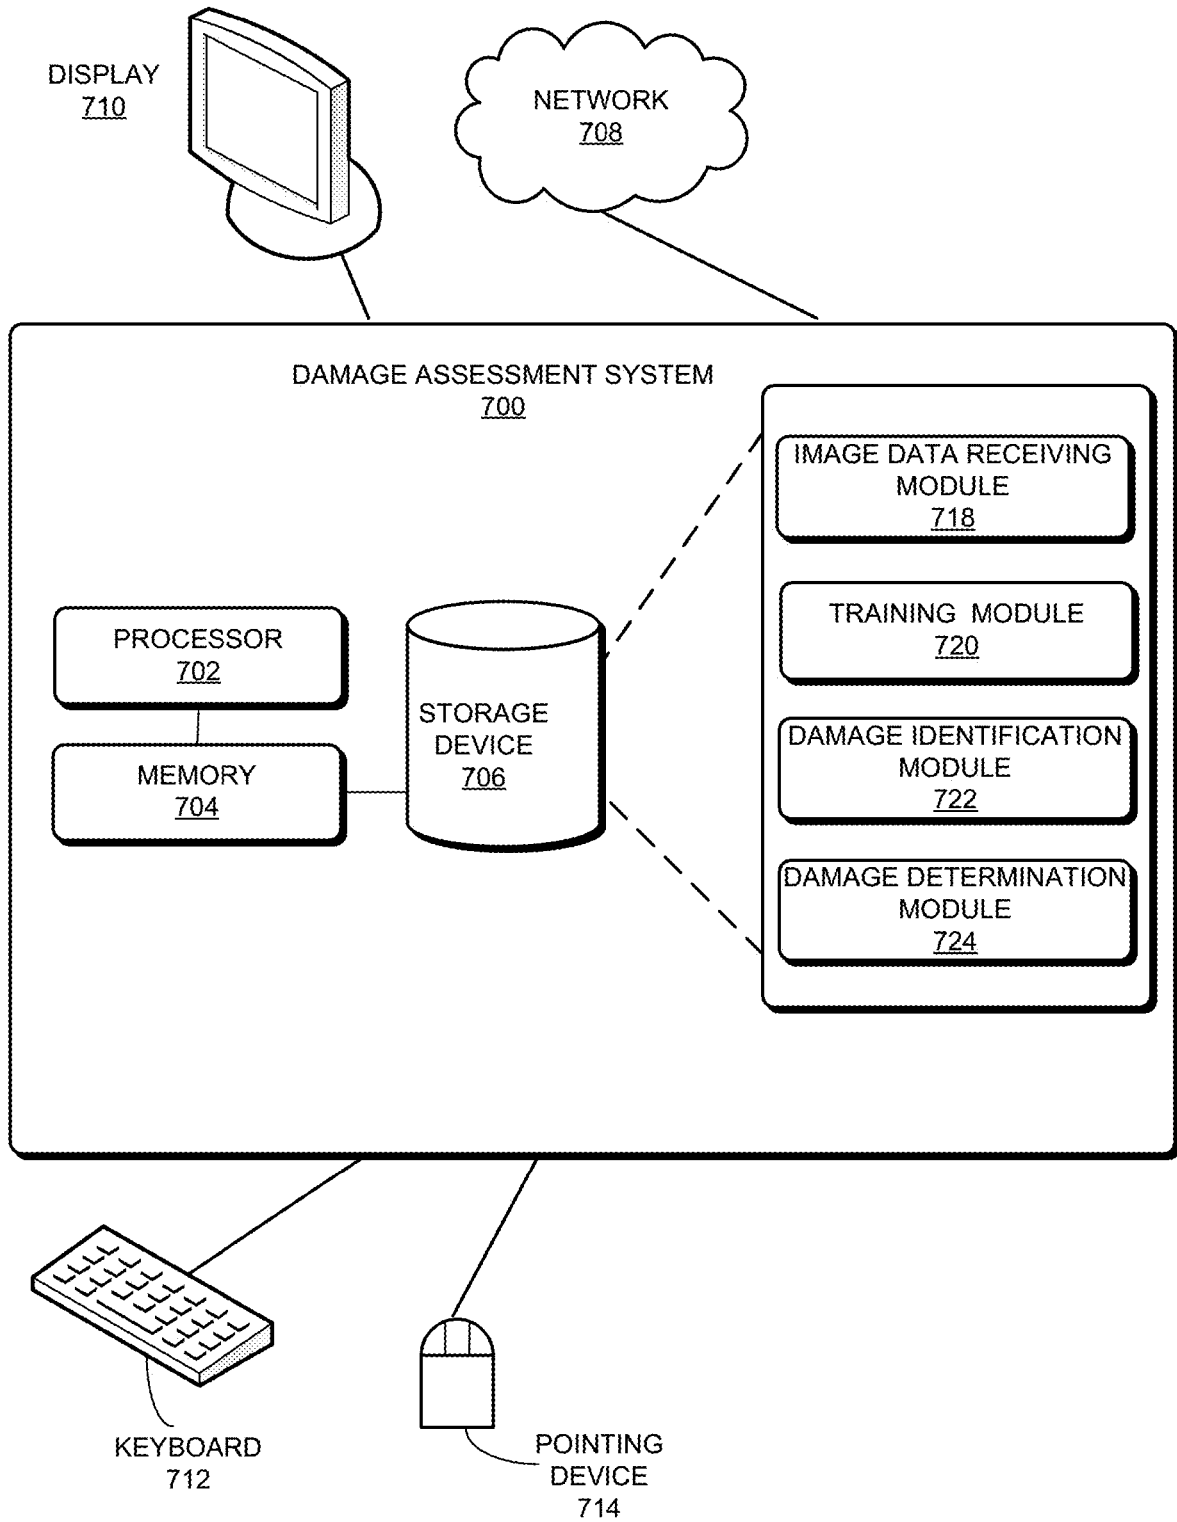 DISPLAY
710
NETWORK
708
DAMAGE ASSESSMENT SYSTEM
700
IMAGE DATA RECEIVING
MODULE
718
TRAINING MODULE
720
PROCESSOR
702
STORAGE
DEVICE
706
MEMORY
704
DAMAGE IDENTIFICATION
MODULE
722
DAMAGE DETERMINATION
MODULE
724
KEYBOARD
712
POINTING
DEVICE
714